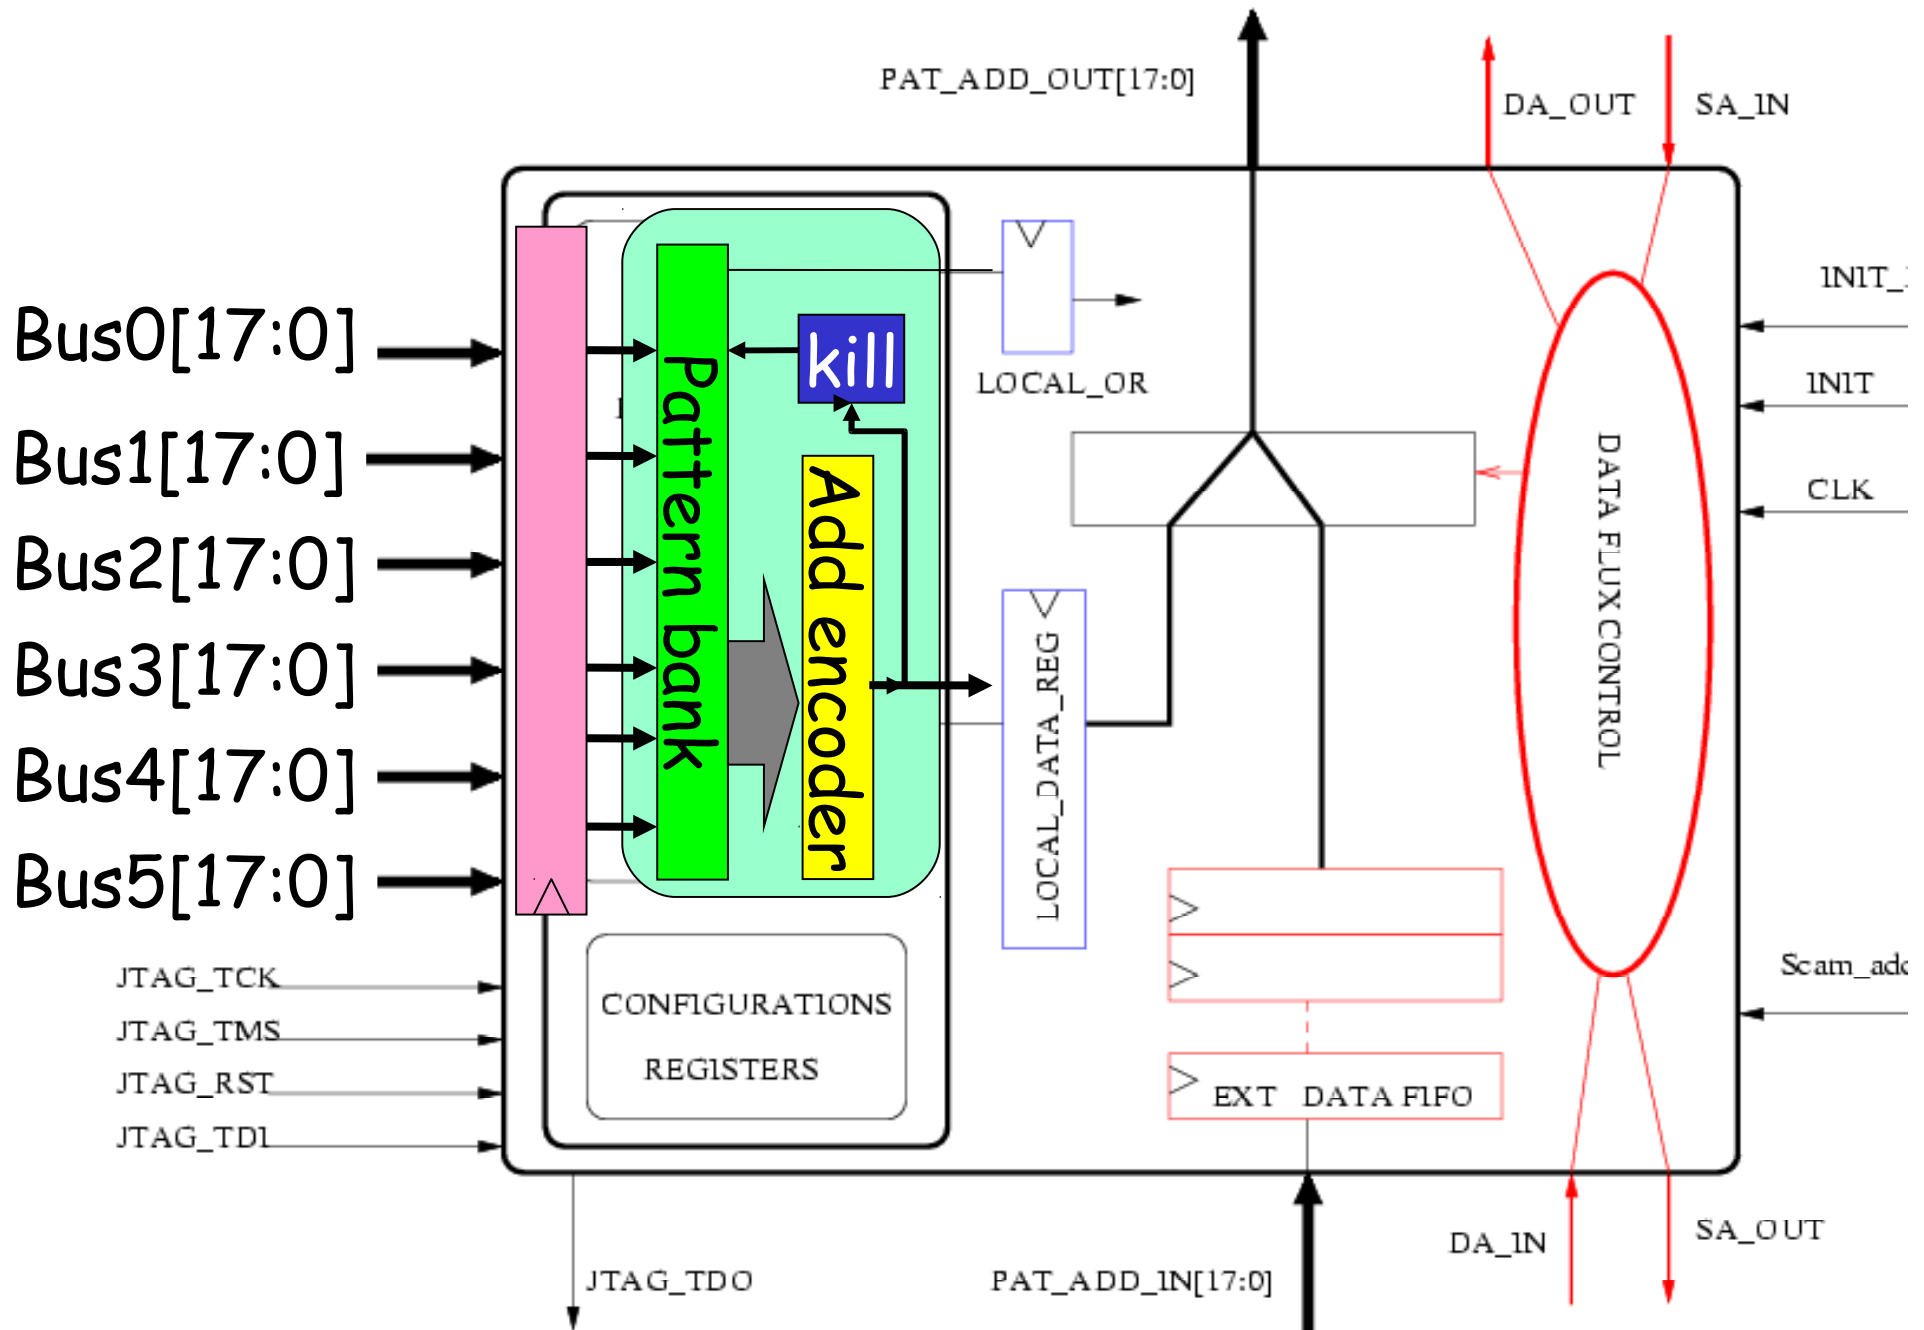 PAT_ADD_OUT[17:0]
DA_OUT
SA_IN
INIT_
Bus0[17:0]
kill
LOCAL_OR
INIT
Bus1[17:0]
CLK
Pattern bank
Add encoder
DATA FLUX CONTROL
Bus2[17:0]
Bus3[17:0]
LOCAL_DATA_REG
Bus4[17:0]
Bus5[17:0]
JTAG_TCK
Scam_add
CONFIGURATIONS
REGISTERS
JTAG_TMS
JTAG_RST
EXT DATA FIFO
JTAG_TDI
DA_IN
SA_OUT
JTAG_TDO
PAT_ADD_IN[17:0]